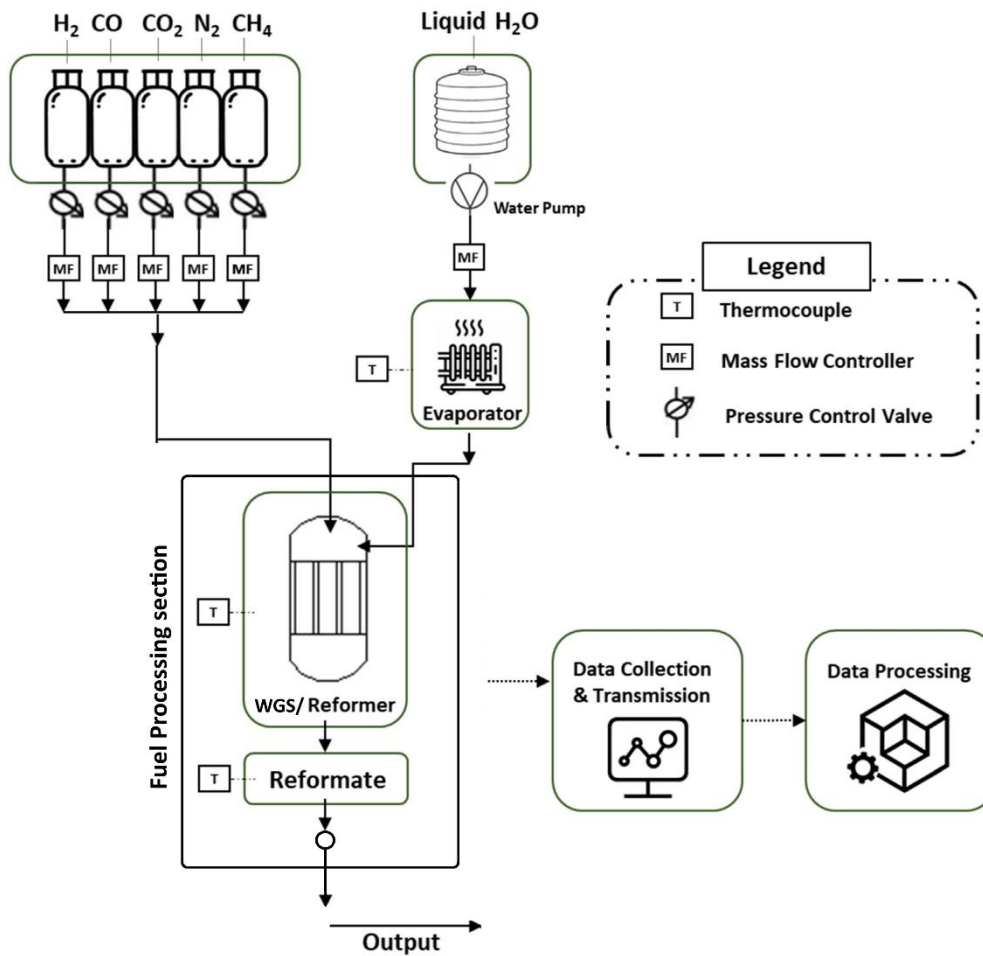 H₂ CO CO₂ N₂ CH₄
Liquid H₂O
Water Pump
MF MF MF MF MF
MF
Legend
T Thermocouple
MF Mass Flow Controller
Pressure Control Valve
T
Evaporator
Fuel Processing section
T
WGS/ Reformer
T
Reformate
Output
Data Collection
& Transmission
Data Processing